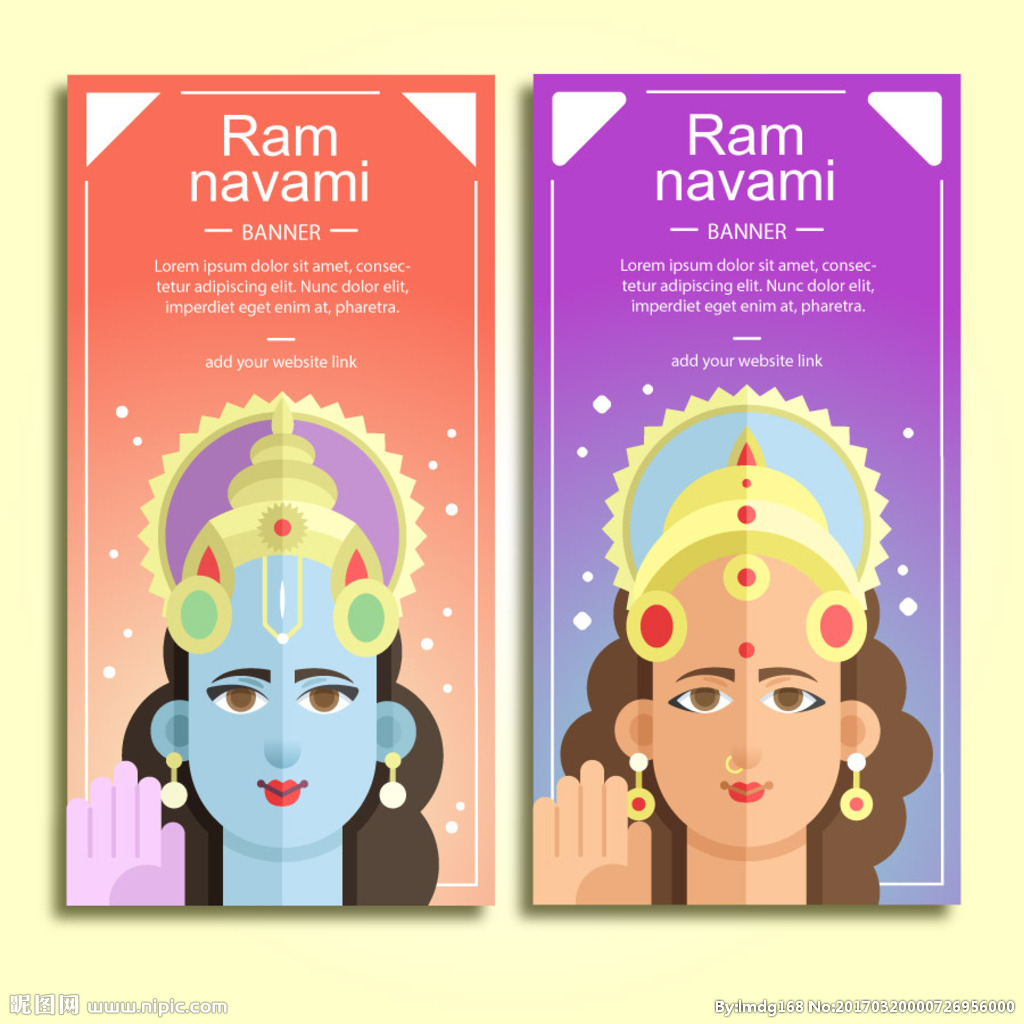 Ram
navami
BANNER
Lorem ipsum dolor sit amet, consec-
tetur adipiscing elit. Nunc dolor elit,
imperdiet eget enim at, pharetra.
add your website link
Ram
navami
BANNER
Lorem ipsum dolor sit amet, consec-
tetur adipiscing elit. Nunc dolor elit,
imperdiet eget enim at, pharetra.
add your website link
昵图网 www.nipic.com
By:lmdg168 No:20170320000726956000